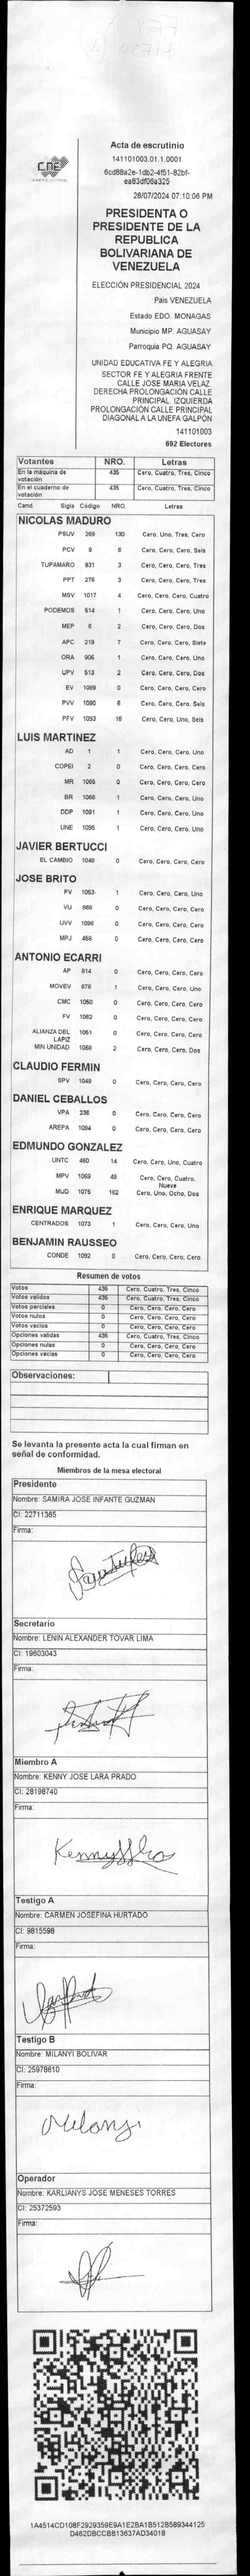 CNE
Acta de escrutinio
141101003.01.1.0001
6cd88a2e-1db2-4f51-82bf-
ea83df06a325
28/07/2024 07:10:06 PM
PRESIDENTA O
PRESIDENTE DE LA
REPUBLICA
BOLIVARIANA DE
VENEZUELA
ELECCIÓN PRESIDENCIAL 2024
Pais VENEZUELA
Estado EDO. MONAGAS
Municipio MP. AGUASAY
Parroquia PQ. AGUASAY
UNIDAD EDUCATIVA FE Y ALEGRIA
SECTOR FE Y ALEGRIA FRENTE
CALLE JOSE MARIA VELAZ.
DERECHA PROLONGACIÓN CALLE
PRINCIPAL. IZQUIERDA
PROLONGACIÓN CALLE PRINCIPAL
DIAGONAL A LA UNEFA GALPÓN
141101003
692 Electores
Votantes NRO. Letras
En la máquina de votación 435 Cero, Cuatro, Tres, Cinco
En el cuaderno de votación 435 Cero, Cuatro, Tres, Cinco
Cand. Sigla Código NRO. Letras
NICOLAS MADURO
PSUV 269 130 Cero, Uno, Tres, Cero
PCV 9 6 Cero, Cero, Cero, Seis
TUPAMARO 931 3 Cero, Cero, Cero, Tres
PPT 276 3 Cero, Cero, Cero, Tres
MSV 1017 4 Cero, Cero, Cero, Cuatro
PODEMOS 514 1 Cero, Cero, Cero, Uno
MEP 6 2 Cero, Cero, Cero, Dos
APC 219 7 Cero, Cero, Cero, Siete
ORA 906 1 Cero, Cero, Cero, Uno
UPV 512 2 Cero, Cero, Cero, Dos
EV 1089 0 Cero, Cero, Cero, Cero
PVV 1090 6 Cero, Cero, Cero, Seis
PFV 1093 16 Cero, Cero, Uno, Seis
LUIS MARTINEZ
AD 1 1 Cero, Cero, Cero, Uno
COPEI 2 0 Cero, Cero, Cero, Cero
MR 1065 0 Cero, Cero, Cero, Cero
BR 1066 1 Cero, Cero, Cero, Uno
DDP 1091 1 Cero, Cero, Cero, Uno
UNE 1095 1 Cero, Cero, Cero, Uno
JAVIER BERTUCCI
EL CAMBIO 1048 0 Cero, Cero, Cero, Cero
JOSE BRITO
PV 1053 1 Cero, Cero, Cero, Uno
VU 868 0 Cero, Cero, Cero, Cero
UVV 1096 0 Cero, Cero, Cero, Cero
MPJ 458 0 Cero, Cero, Cero, Cero
ANTONIO ECARRI
AP 814 0 Cero, Cero, Cero, Cero
MOVEV 878 1 Cero, Cero, Cero, Uno
CMC 1050 0 Cero, Cero, Cero, Cero
FV 1062 0 Cero, Cero, Cero, Cero
ALIANZA DEL LAPIZ 1051 0 Cero, Cero, Cero, Cero
MIN UNIDAD 1068 2 Cero, Cero, Cero, Dos
CLAUDIO FERMIN
SPV 1049 0 Cero, Cero, Cero, Cero
DANIEL CEBALLOS
VPA 236 0 Cero, Cero, Cero, Cero
AREPA 1094 0 Cero, Cero, Cero, Cero
EDMUNDO GONZALEZ
UNTC 460 14 Cero, Cero, Uno, Cuatro
MPV 1069 49 Cero, Cero, Cuatro, Nueve
MUD 1076 182 Cero, Uno, Ocho, Dos
ENRIQUE MARQUEZ
CENTRADOS 1073 1 Cero, Cero, Cero, Uno
BENJAMIN RAUSSEO
CONDE 1092 0 Cero, Cero, Cero, Cero
Resumen de votos
Votos 435 Cero, Cuatro, Tres, Cinco
Votos validos 435 Cero, Cuatro, Tres, Cinco
Votos parciales 0 Cero, Cero, Cero, Cero
Votos nulos 0 Cero, Cero, Cero, Cero
Votos vacios 0 Cero, Cero, Cero, Cero
Opciones validas 435 Cero, Cuatro, Tres, Cinco
Opciones nulas 0 Cero, Cero, Cero, Cero
Opciones vacias 0 Cero, Cero, Cero, Cero
Observaciones:
Se levanta la presente acta la cual firman en
señal de conformidad.
Miembros de la mesa electoral
Presidente
Nombre: SAMIRA JOSE INFANTE GUZMAN
CI: 22711365
Firma:
Secretario
Nombre: LENIN ALEXANDER TOVAR LIMA
CI: 19603043
Firma:
Miembro A
Nombre: KENNY JOSE LARA PRADO
CI: 28198740
Firma:
Testigo A
Nombre: CARMEN JOSEFINA HURTADO
CI: 9815598
Firma:
Testigo B
Nombre: MILANYI BOLIVAR
CI: 25978610
Firma:
Milanyi
Operador
Nombre: KARLIANYS JOSE MENESES TORRES
CI: 25372593
Firma:
1A4514CD108F2929359E9A1E2BA1B512B589344125
D462DBCCBB13637AD34018